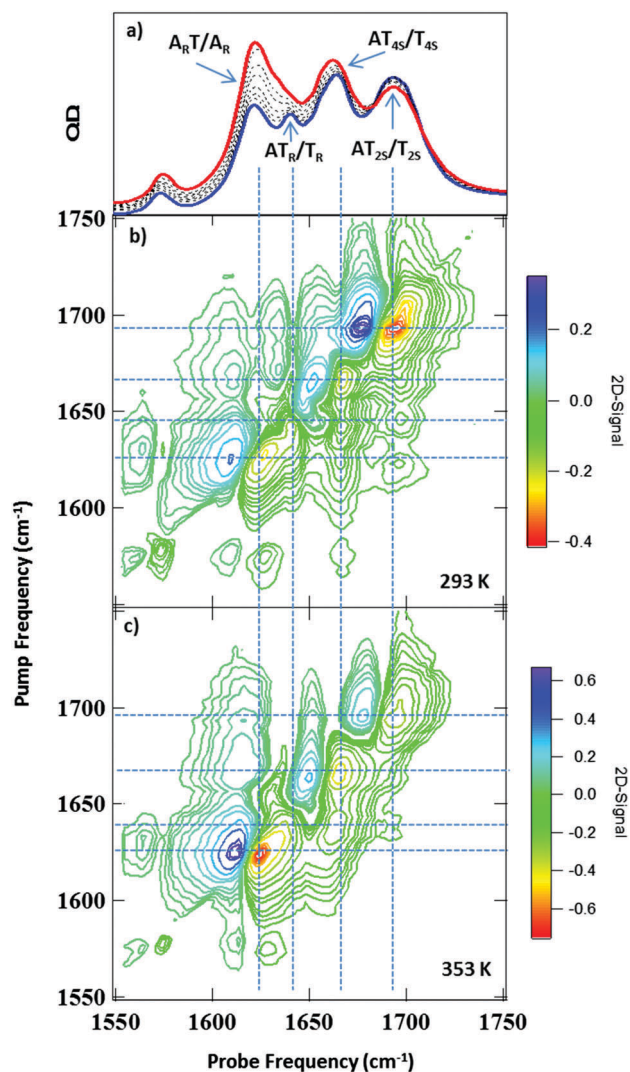 a)
ART/AR
AT4S/T4S
OD
ATR/TR
AT2S/T2S
1750
b)
1700
1650
1600
293 K
0.2
0.0
-0.2
-0.4
2D-Signal
Pump Frequency (cm-1)
c)
1700
1650
1600
1550
353 K
0.6
0.4
0.2
0.0
-0.2
-0.4
-0.6
2D-Signal
1550 1600 1650 1700 1750
Probe Frequency (cm-1)